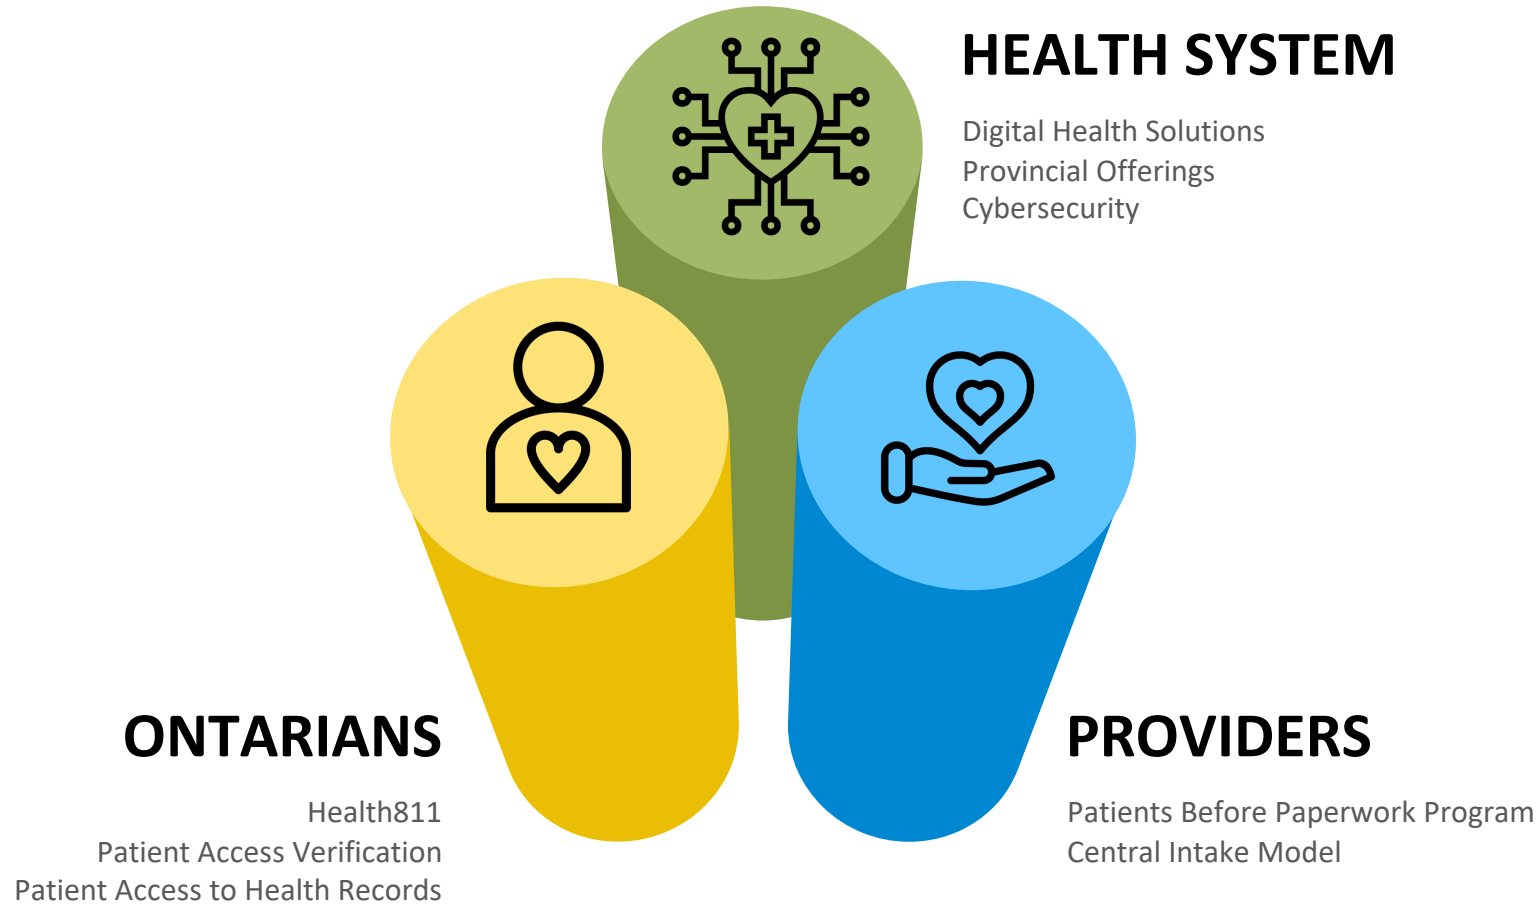 HEALTH SYSTEM
Digital Health Solutions
Provincial Offerings
Cybersecurity
ONTARIANS
Health811
Patient Access Verification
Patient Access to Health Records
PROVIDERS
Patients Before Paperwork Program
Central Intake Model